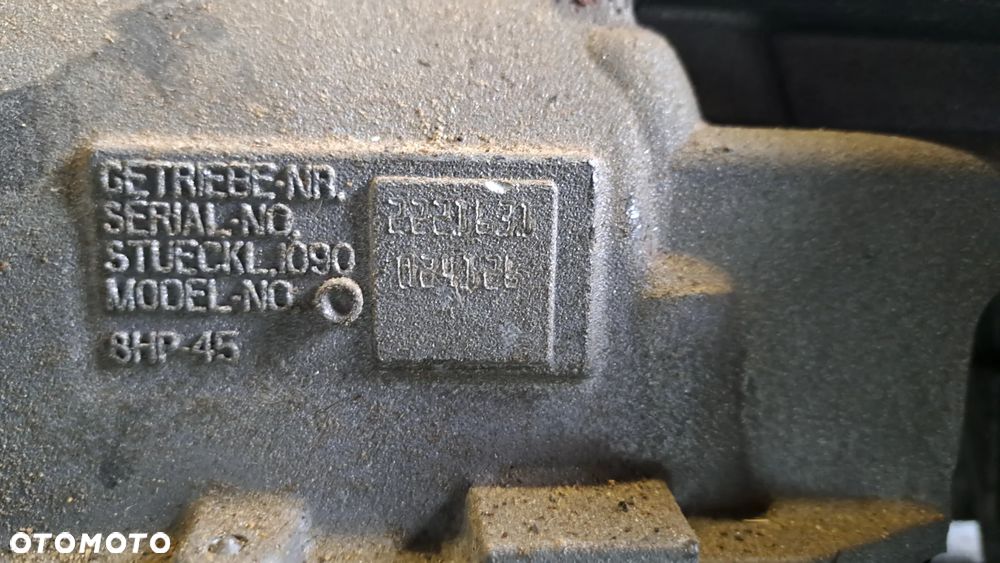 GETRIEBE-NR.
SERIAL-NO.
STUECKL.1090
MODEL-NO
8HP-45
OTOMOTO